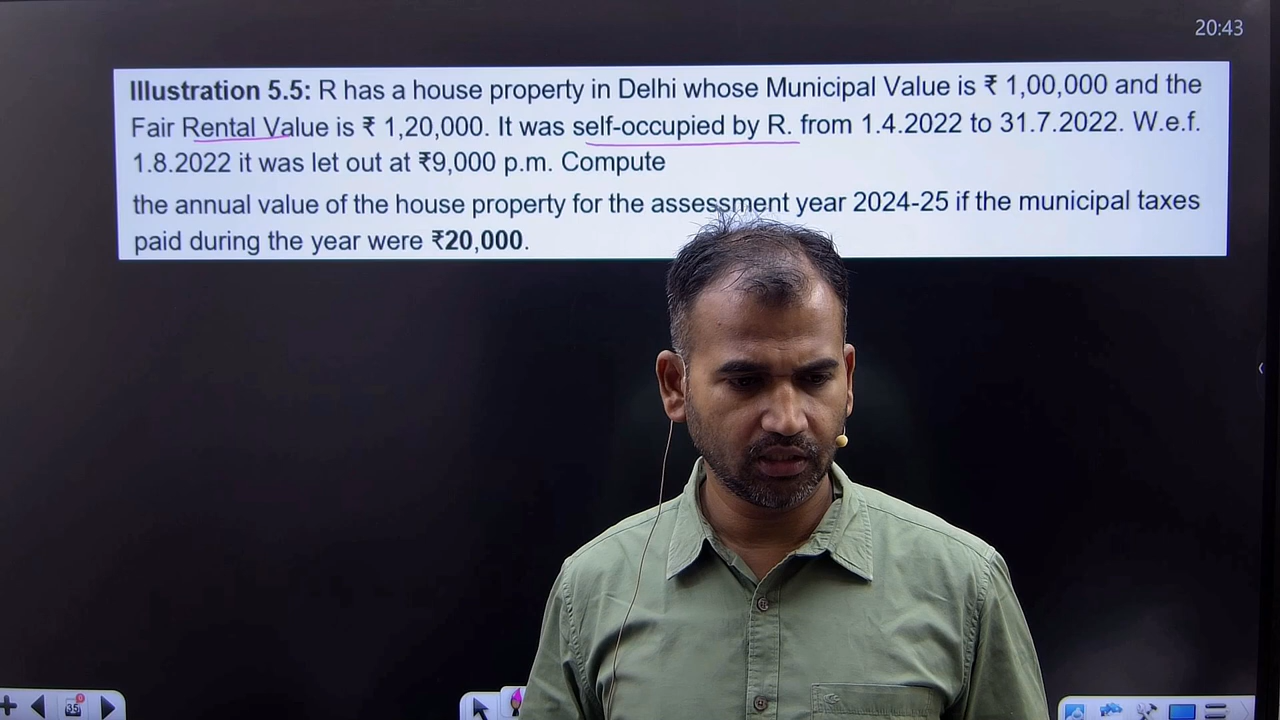 20:43
Illustration 5.5: R has a house property in Delhi whose Municipal Value is ₹ 1,00,000 and the
Fair Rental Value is ₹ 1,20,000. It was self-occupied by R. from 1.4.2022 to 31.7.2022. W.e.f.
1.8.2022 it was let out at ₹9,000 p.m. Compute
the annual value of the house property for the assessment year 2024-25 if the municipal taxes
paid during the year were ₹20,000.
35